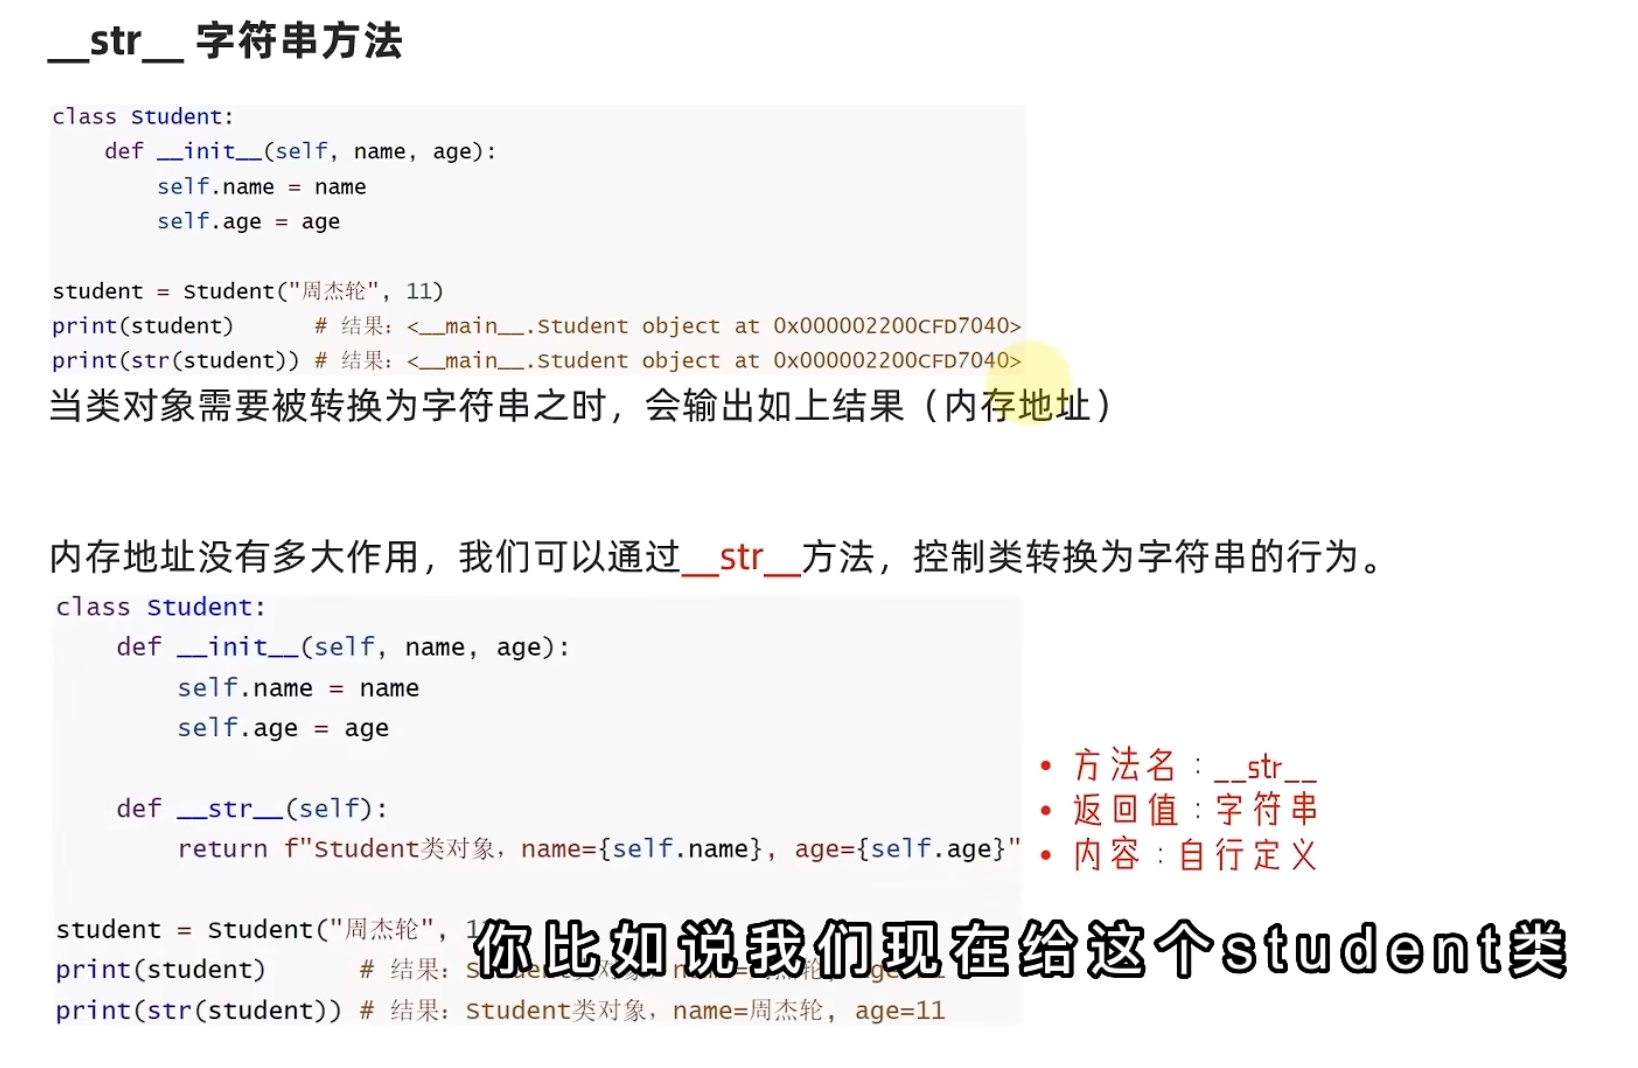 __str__ 字符串方法
class Student:
    def __init__(self, name, age):
        self.name = name
        self.age = age
student = Student("周杰轮", 11)
print(student)      # 结果：<__main__.Student object at 0x000002200CFD7040>
print(str(student)) # 结果：<__main__.Student object at 0x000002200CFD7040>
当类对象需要被转换为字符串之时，会输出如上结果（内存地址）
内存地址没有多大作用，我们可以通过__str__方法，控制类转换为字符串的行为。
class Student:
    def __init__(self, name, age):
        self.name = name
        self.age = age
    def __str__(self):
        return f"Student类对象，name={self.name}, age={self.age}"
• 方法名：__str__
• 返回值：字符串
• 内容：自行定义
student = Student("周杰轮",
print(student)      # 结果：
print(str(student)) # 结果：Student类对象，name=周杰轮, age=11
你比如说我们现在给这个student类